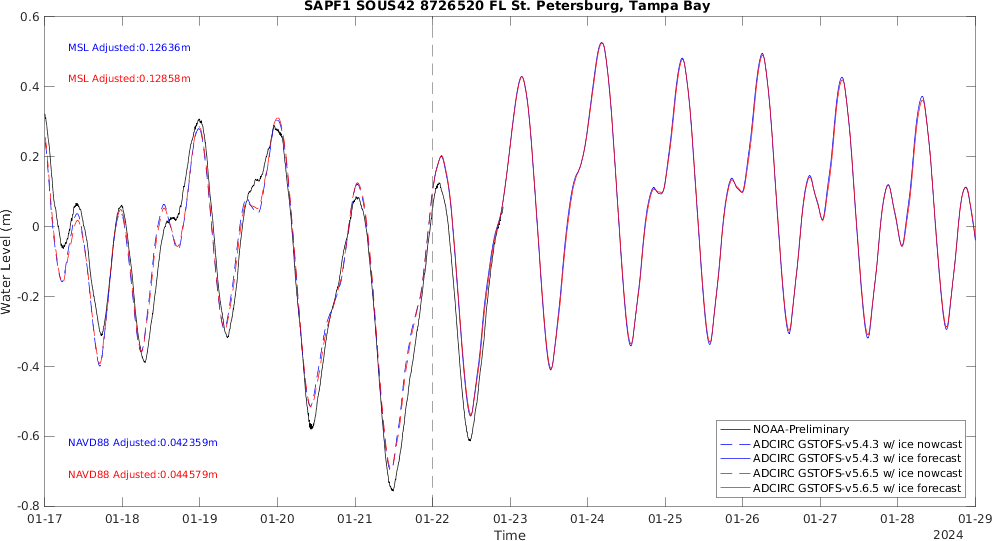 SAPF1 SOUS42 8726520 FL St. Petersburg, Tampa Bay
0.6
0.4
0.2
0
-0.2
-0.4
-0.6
-0.8
Water Level (m)
MSL Adjusted:0.12636m
MSL Adjusted:0.12858m
NAVD88 Adjusted:0.042359m
NAVD88 Adjusted:0.044579m
NOAA-Preliminary
ADCIRC GSTOFS-v5.4.3 w/ ice nowcast
ADCIRC GSTOFS-v5.4.3 w/ ice forecast
ADCIRC GSTOFS-v5.6.5 w/ ice nowcast
ADCIRC GSTOFS-v5.6.5 w/ ice forecast
01-17 01-18 01-19 01-20 01-21 01-22 01-23 01-24 01-25 01-26 01-27 01-28 01-29
Time
2024